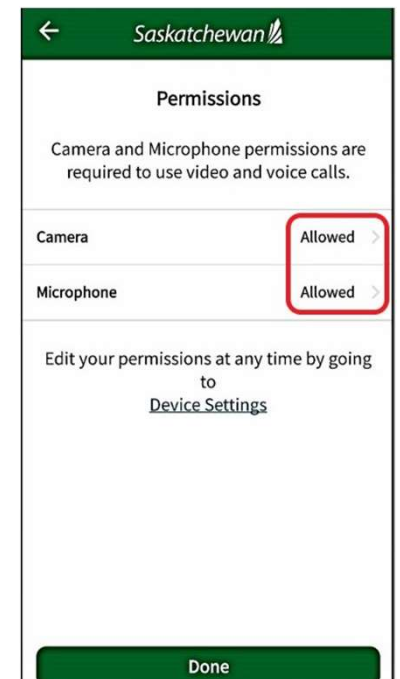 Saskatchewan
Permissions
Camera and Microphone permissions are
required to use video and voice calls.
Camera Allowed
Microphone Allowed
Edit your permissions at any time by going
to
Device Settings
Done